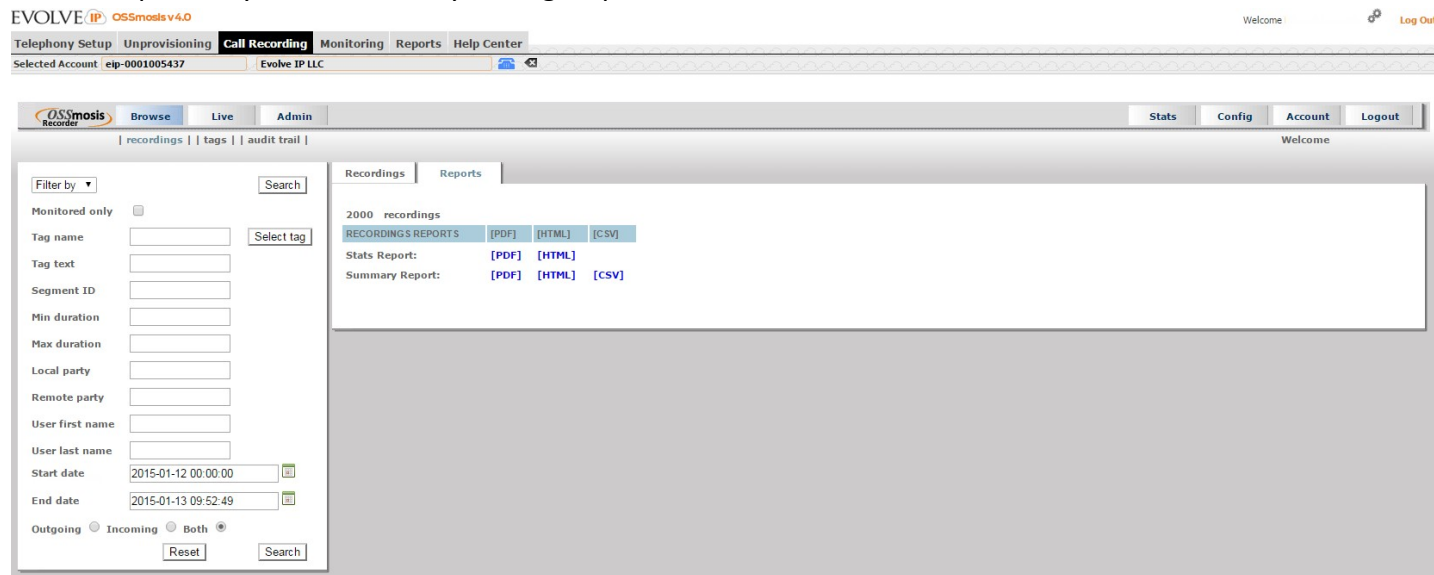 EVOLVE IP OSSmosis v4.0
Welcome Log Out
Telephony Setup Unprovisioning Call Recording Monitoring Reports Help Center
Selected Account eip-0001005437 Evolve IP LLC
OSSmosis Recorder Browse Live Admin Stats Config Account Logout
| recordings | | tags | | audit trail | Welcome
Filter by Search
Monitored only
Tag name Select tag
Tag text
Segment ID
Min duration
Max duration
Local party
Remote party
User first name
User last name
Start date 2015-01-12 00:00:00
End date 2015-01-13 09:52:49
Outgoing Incoming Both
Reset Search
Recordings Reports
2000 recordings
RECORDINGS REPORTS [PDF] [HTML] [CSV]
Stats Report: [PDF] [HTML]
Summary Report: [PDF] [HTML] [CSV]